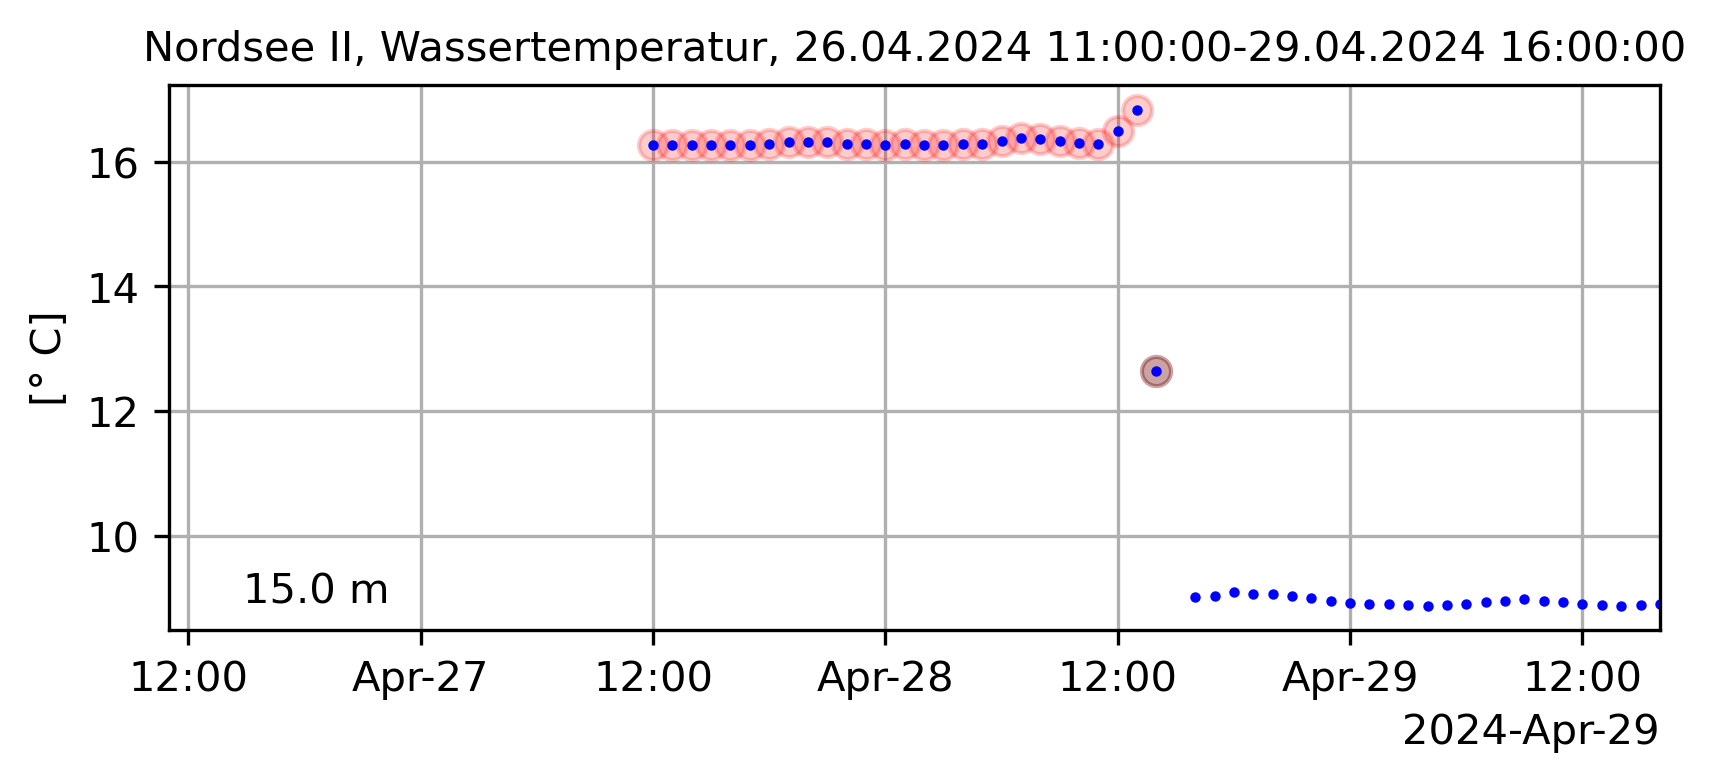 Nordsee II, Wassertemperatur, 26.04.2024 11:00:00-29.04.2024 16:00:00
[° C]
16
14
12
10
15.0 m
12:00 Apr-27 12:00 Apr-28 12:00 Apr-29 12:00
2024-Apr-29